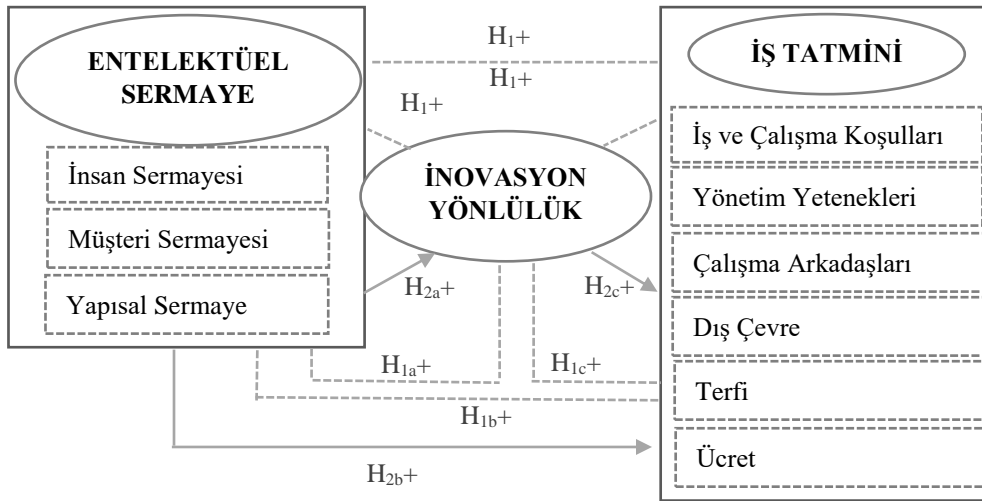 ENTELEKTÜEL
SERMAYE
İnsan Sermayesi
Müşteri Sermayesi
Yapısal Sermaye
H1+
H1+
H1+
İNOVASYON
YÖNLÜLÜK
H2a+
H2c+
H1a+
H1c+
H1b+
H2b+
İŞ TATMİNİ
İş ve Çalışma Koşulları
Yönetim Yetenekleri
Çalışma Arkadaşları
Dış Çevre
Terfi
Ücret